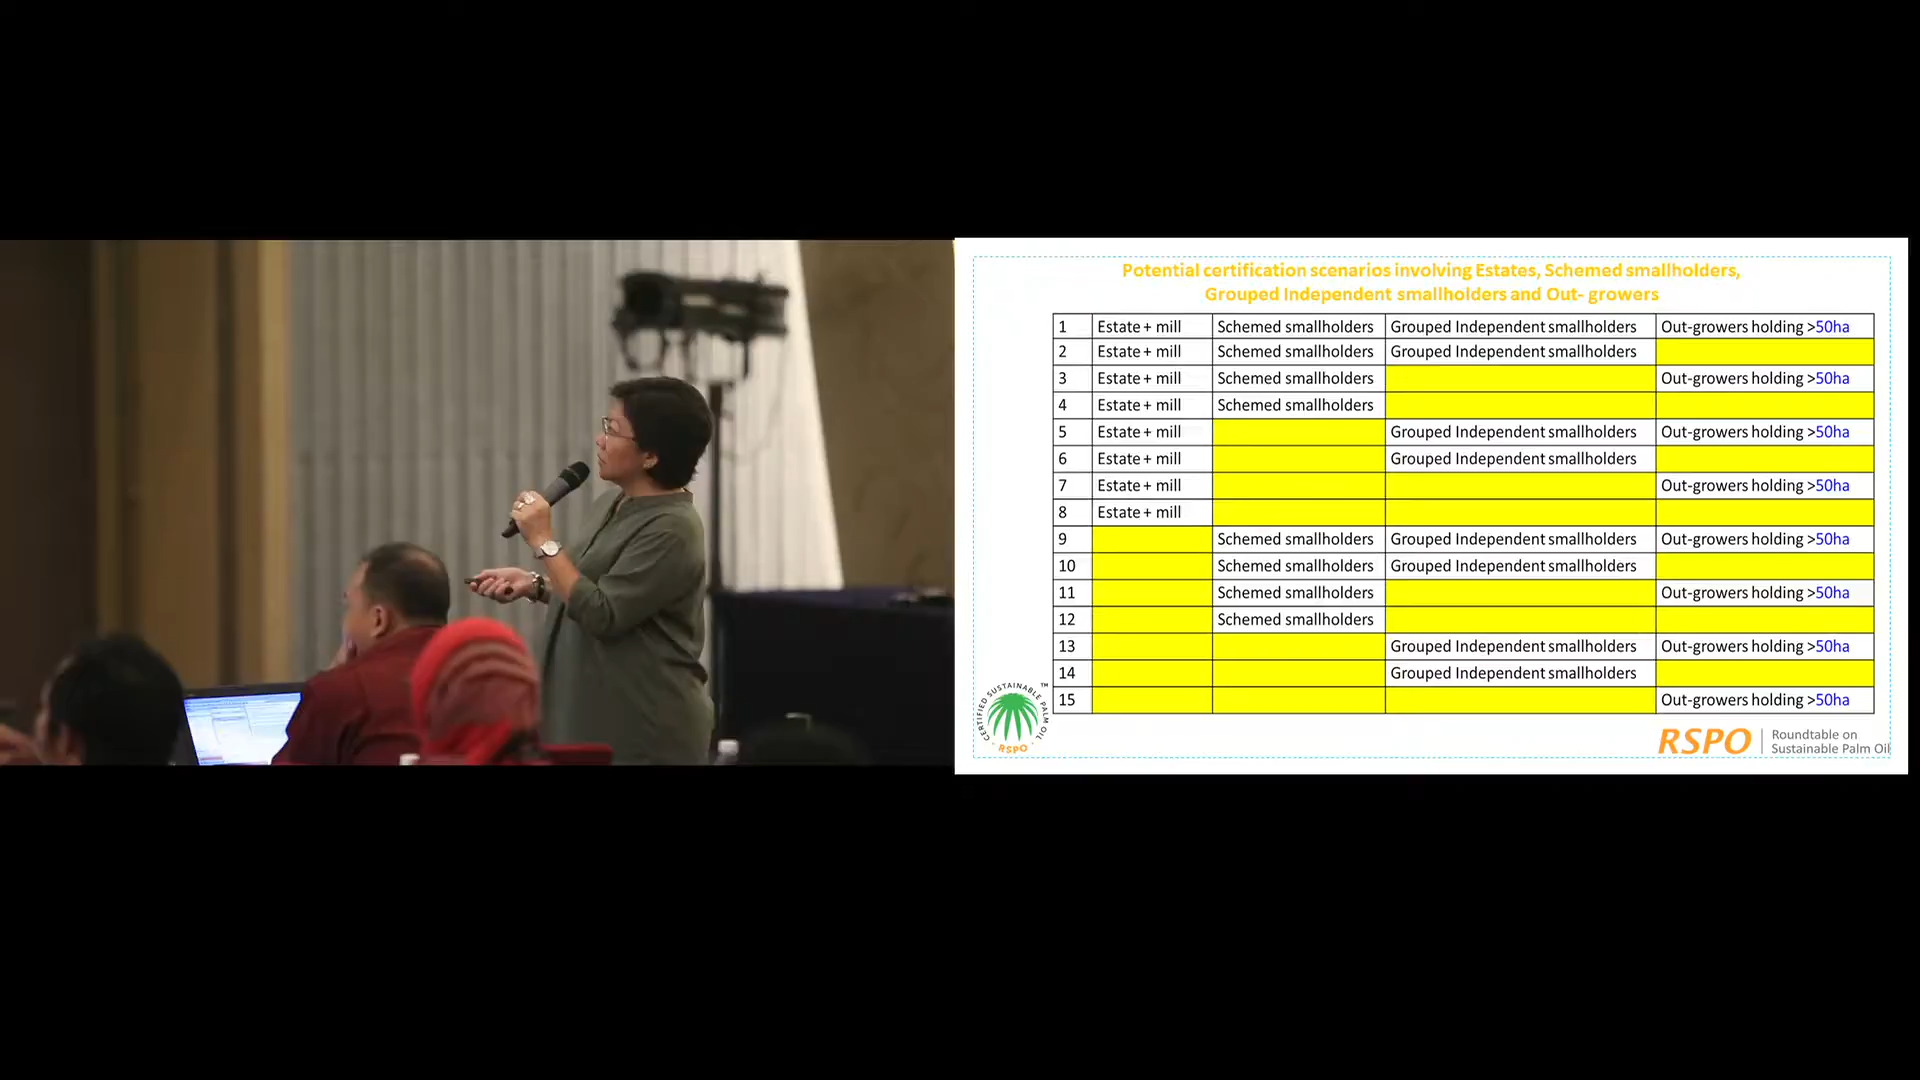 Potential certification scenarios involving Estates, Schemed smallholders,
Grouped Independent smallholders and Out- growers
1 Estate + mill Schemed smallholders Grouped Independent smallholders Out-growers holding >50ha
2 Estate + mill Schemed smallholders Grouped Independent smallholders
3 Estate + mill Schemed smallholders Out-growers holding >50ha
4 Estate + mill Schemed smallholders
5 Estate + mill Grouped Independent smallholders Out-growers holding >50ha
6 Estate + mill Grouped Independent smallholders
7 Estate + mill Out-growers holding >50ha
8 Estate + mill
9 Schemed smallholders Grouped Independent smallholders Out-growers holding >50ha
10 Schemed smallholders Grouped Independent smallholders
11 Schemed smallholders Out-growers holding >50ha
12 Schemed smallholders
13 Grouped Independent smallholders Out-growers holding >50ha
14 Grouped Independent smallholders
15 Out-growers holding >50ha
CERTIFIED SUSTAINABLE PALM OIL ™
RSPO
RSPO
Roundtable on
Sustainable Palm Oil